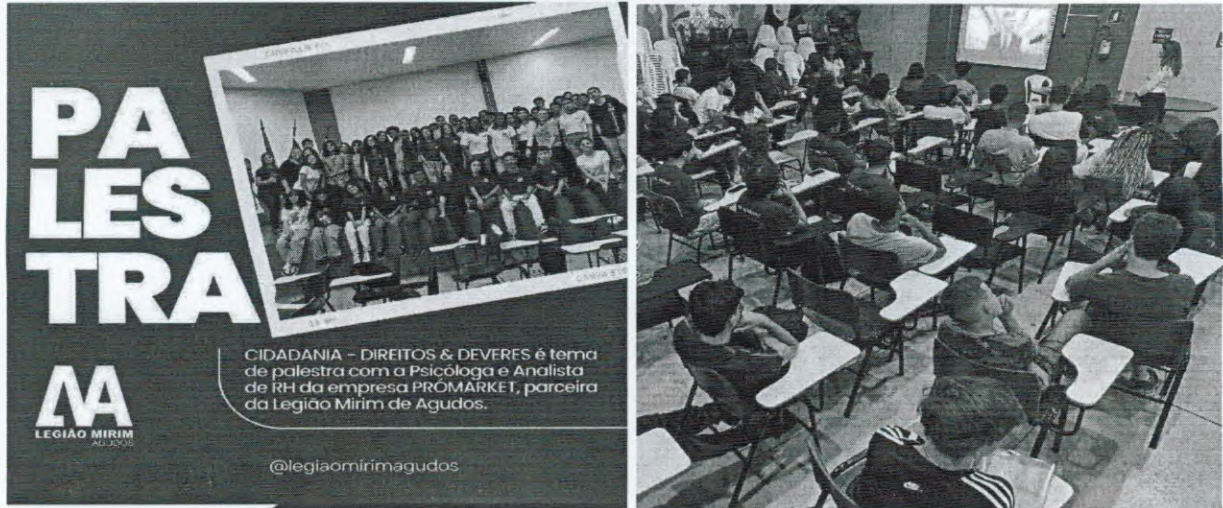 PA
LES
TRA
CIDADANIA - DIREITOS & DEVERES é tema
de palestra com a Psicóloga e Analista
de RH da empresa PRÓMARKET, parceira
da Legião Mirim de Agudos.
LEGIÃO MIRIM
AGUDOS
@legiaomirimagudos